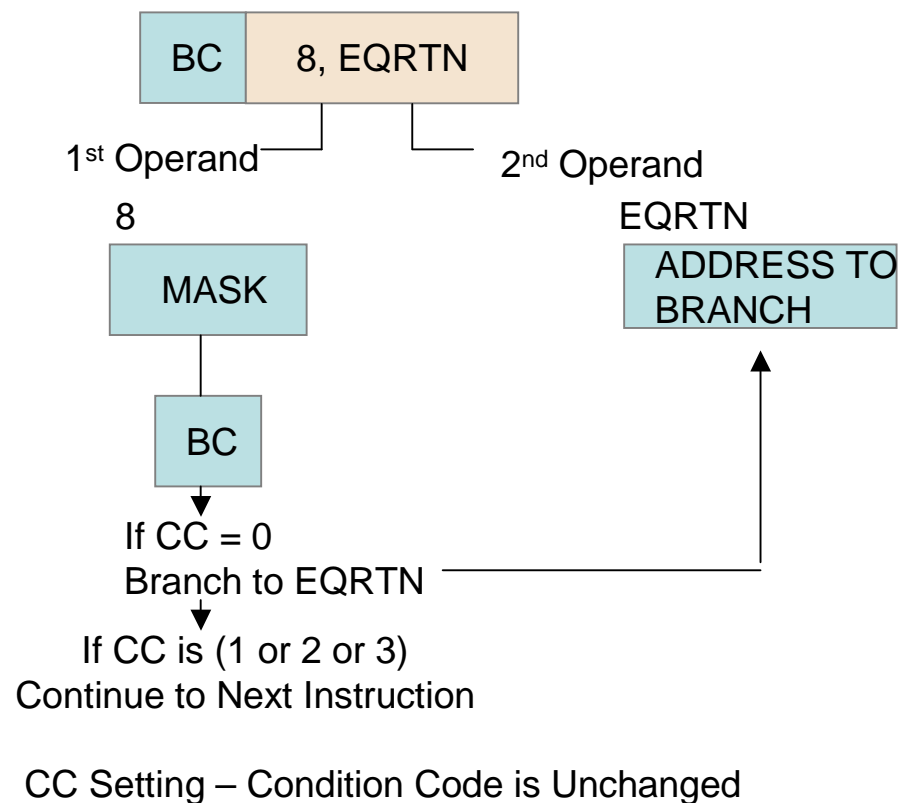 BC 8, EQRTN
1st Operand 2nd Operand
8 EQRTN
MASK
ADDRESS TO
BRANCH
BC
If CC = 0
Branch to EQRTN
If CC is (1 or 2 or 3)
Continue to Next Instruction
CC Setting – Condition Code is Unchanged